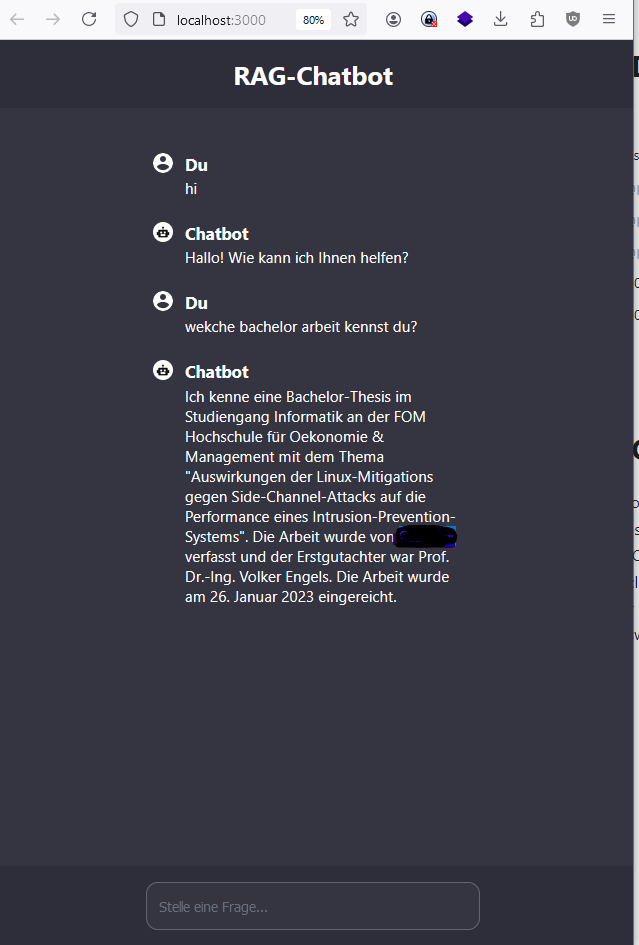 localhost:3000
80%
RAG-Chatbot
Du
hi
Chatbot
Hallo! Wie kann ich Ihnen helfen?
Du
wekche bachelor arbeit kennst du?
Chatbot
Ich kenne eine Bachelor-Thesis im
Studiengang Informatik an der FOM
Hochschule für Oekonomie &
Management mit dem Thema
"Auswirkungen der Linux-Mitigations
gegen Side-Channel-Attacks auf die
Performance eines Intrusion-Prevention-
Systems". Die Arbeit wurde von
verfasst und der Erstgutachter war Prof.
Dr.-Ing. Volker Engels. Die Arbeit wurde
am 26. Januar 2023 eingereicht.
Stelle eine Frage...